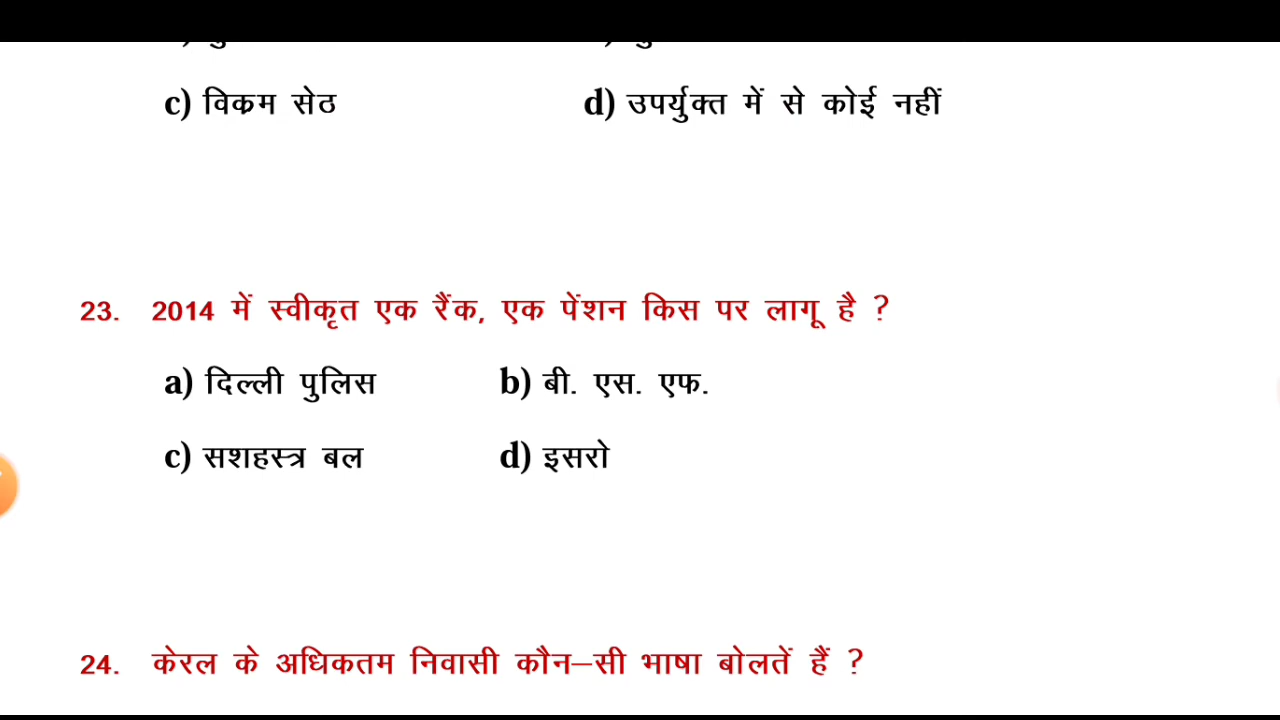 c) विक्रम सेठ d) उपर्युक्त में से कोई नहीं
23. 2014 में स्वीकृत एक रैंक, एक पेंशन किस पर लागू है ?
a) दिल्ली पुलिस b) बी. एस. एफ.
c) सशहस्त्र बल d) इसरो
24. केरल के अधिकतम निवासी कौन–सी भाषा बोलतें हैं ?